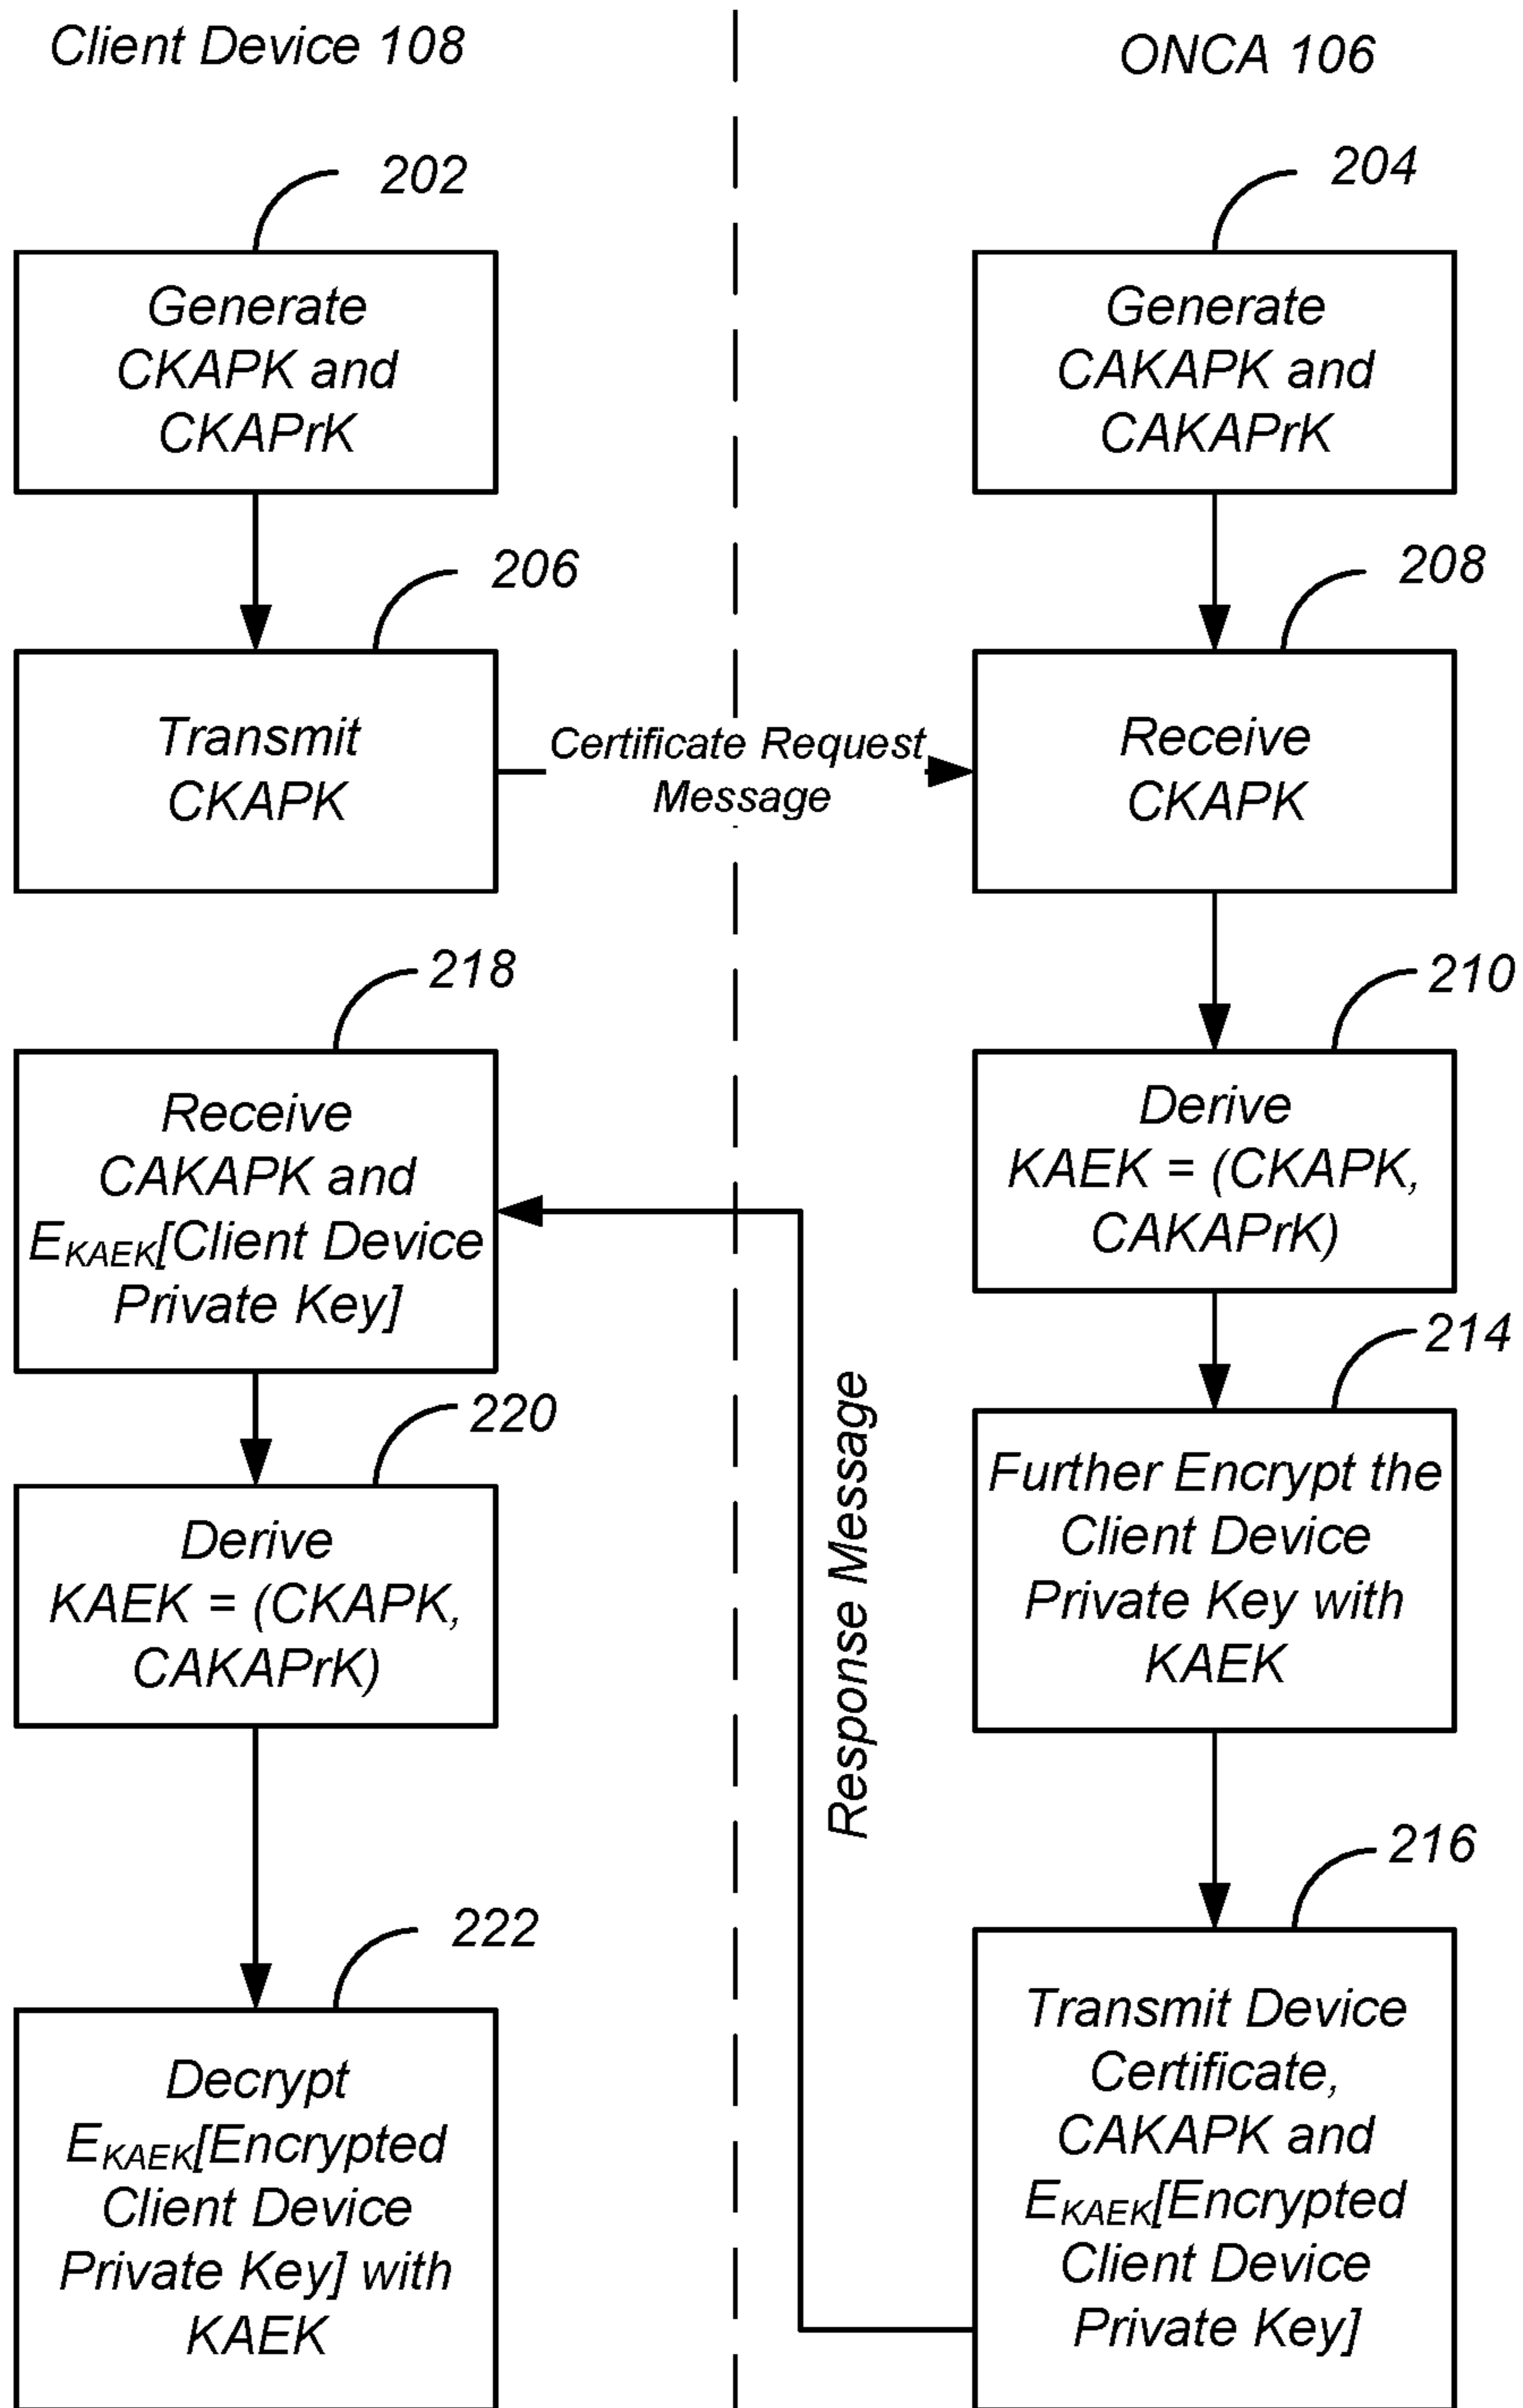 Client Device 108
ONCA 106
202
204
Generate
CKAPK and
CKAPrK
Generate
CAKAPK and
CAKAPrK
206
208
Transmit
CKAPK
Certificate Request
Message
Receive
CKAPK
218
210
Receive
CAKAPK and
EKAEK[Client Device
Private Key]
Derive
KAEK = (CKAPK,
CAKAPrK)
220
214
Derive
KAEK = (CKAPK,
CAKAPrK)
Response Message
Further Encrypt the
Client Device
Private Key with
KAEK
222
216
Decrypt
EKAEK[Encrypted
Client Device
Private Key] with
KAEK
Transmit Device
Certificate,
CAKAPK and
EKAEK[Encrypted
Client Device
Private Key]